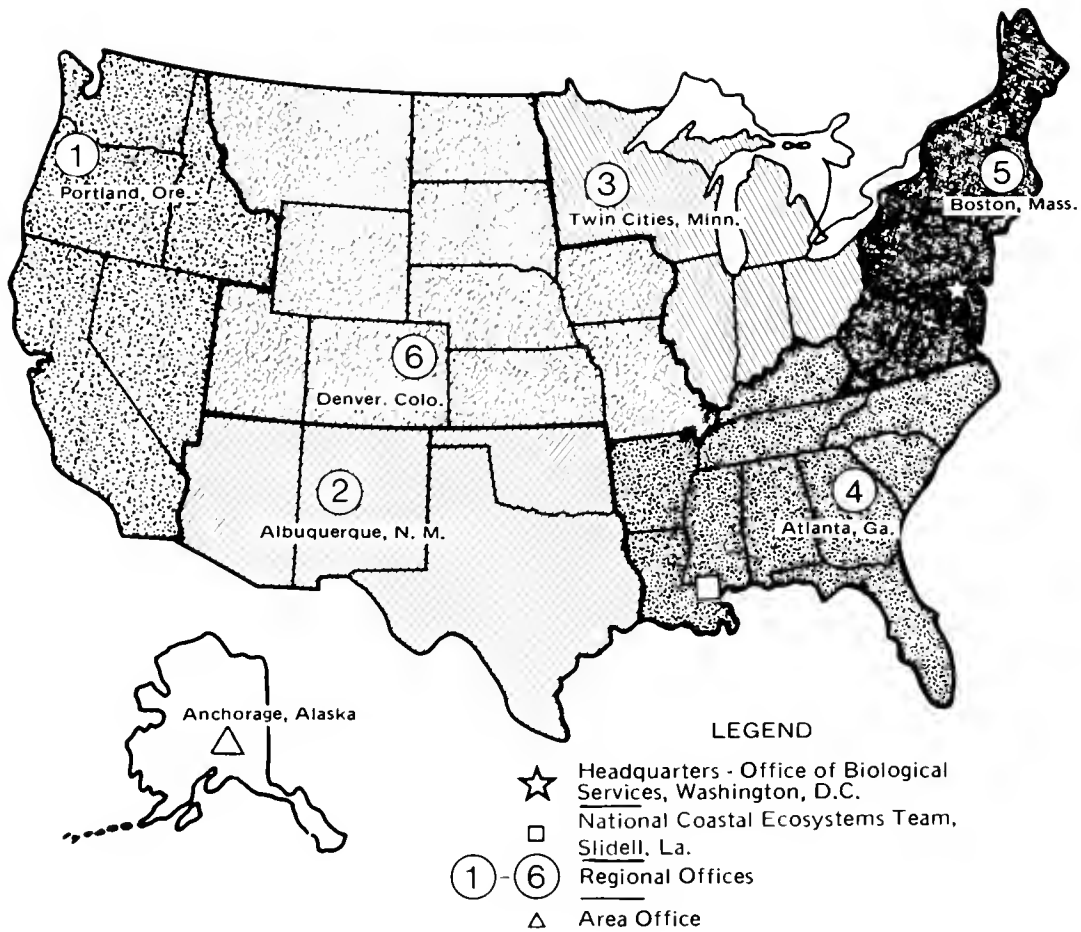 1
Portland, Ore.
3
Twin Cities, Minn.
5
Boston, Mass.
6
Denver, Colo.
2
Albuquerque, N. M.
4
Atlanta, Ga.
Anchorage, Alaska
LEGEND
Headquarters - Office of Biological
Services, Washington, D.C.
National Coastal Ecosystems Team,
Slidell, La.
1 - 6 Regional Offices
Area Office